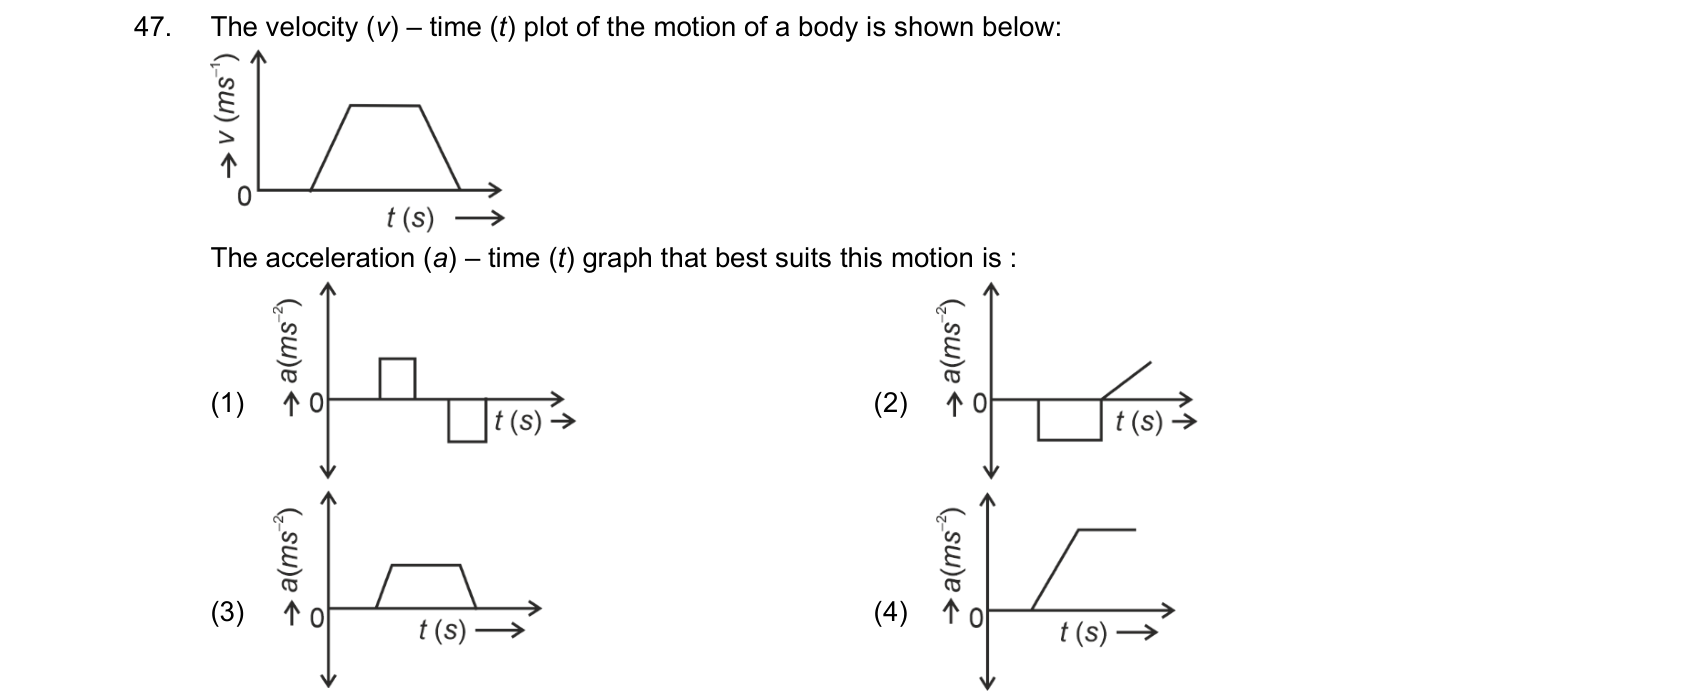 47. The velocity (v) – time (t) plot of the motion of a body is shown below:
→ v (ms⁻¹)
0
t (s) →
The acceleration (a) – time (t) graph that best suits this motion is :
(1) → a(ms⁻²) 0 t (s) →
(2) → a(ms⁻²) 0 t (s) →
(3) → a(ms⁻²) 0 t (s) →
(4) → a(ms⁻²) 0 t (s) →